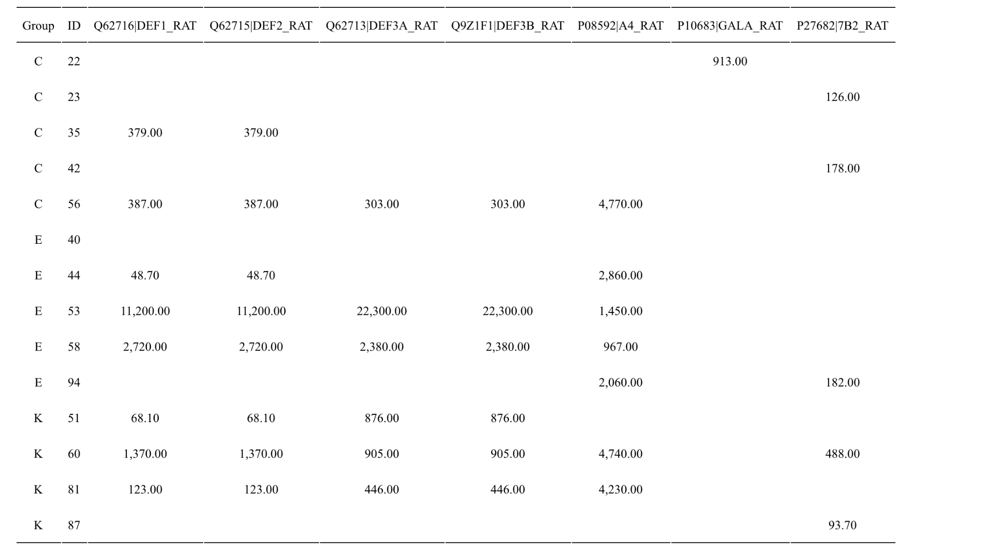 Group ID Q62716|DEF1_RAT Q62715|DEF2_RAT Q62713|DEF3A_RAT Q9Z1F1|DEF3B_RAT P08592|A4_RAT P10683|GALA_RAT P27682|7B2_RAT
C 22 913.00
C 23 126.00
C 35 379.00 379.00
C 42 178.00
C 56 387.00 387.00 303.00 303.00 4,770.00
E 40
E 44 48.70 48.70 2,860.00
E 53 11,200.00 11,200.00 22,300.00 22,300.00 1,450.00
E 58 2,720.00 2,720.00 2,380.00 2,380.00 967.00
E 94 2,060.00 182.00
K 51 68.10 68.10 876.00 876.00
K 60 1,370.00 1,370.00 905.00 905.00 4,740.00 488.00
K 81 123.00 123.00 446.00 446.00 4,230.00
K 87 93.70